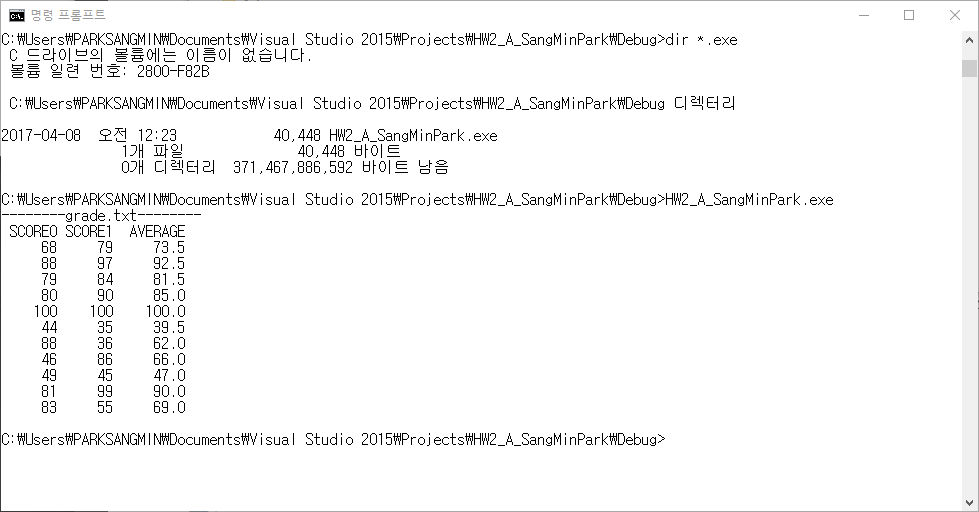 명령 프롬프트
C:₩Users₩PARKSANGMIN₩Documents₩Visual Studio 2015₩Projects₩HW2_A_SangMinPark₩Debug>dir *.exe
C 드라이브의 볼륨에는 이름이 없습니다.
볼륨 일련 번호: 2800-F82B
C:₩Users₩PARKSANGMIN₩Documents₩Visual Studio 2015₩Projects₩HW2_A_SangMinPark₩Debug 디렉터리
2017-04-08 오전 12:23 40,448 HW2_A_SangMinPark.exe
1개 파일 40,448 바이트
0개 디렉터리 371,467,886,592 바이트 남음
C:₩Users₩PARKSANGMIN₩Documents₩Visual Studio 2015₩Projects₩HW2_A_SangMinPark₩Debug>HW2_A_SangMinPark.exe
--------grade.txt--------
SCORE0 SCORE1 AVERAGE
68 79 73.5
88 97 92.5
79 84 81.5
80 90 85.0
100 100 100.0
44 35 39.5
88 36 62.0
46 86 66.0
49 45 47.0
81 99 90.0
83 55 69.0
C:₩Users₩PARKSANGMIN₩Documents₩Visual Studio 2015₩Projects₩HW2_A_SangMinPark₩Debug>